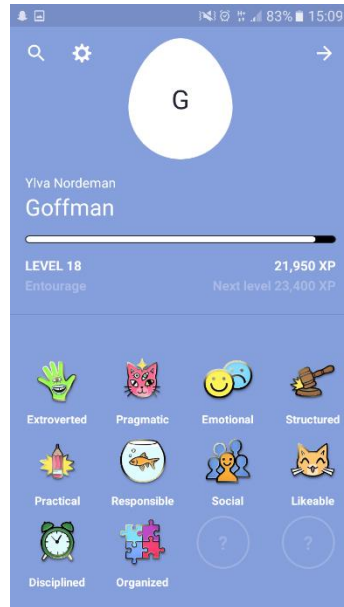 83% 15:09
G
Ylva Nordeman
Goffman
LEVEL 18 21,950 XP
Entourage Next level 23,400 XP
Extroverted Pragmatic Emotional Structured
Practical Responsible Social Likeable
? ?
Disciplined Organized